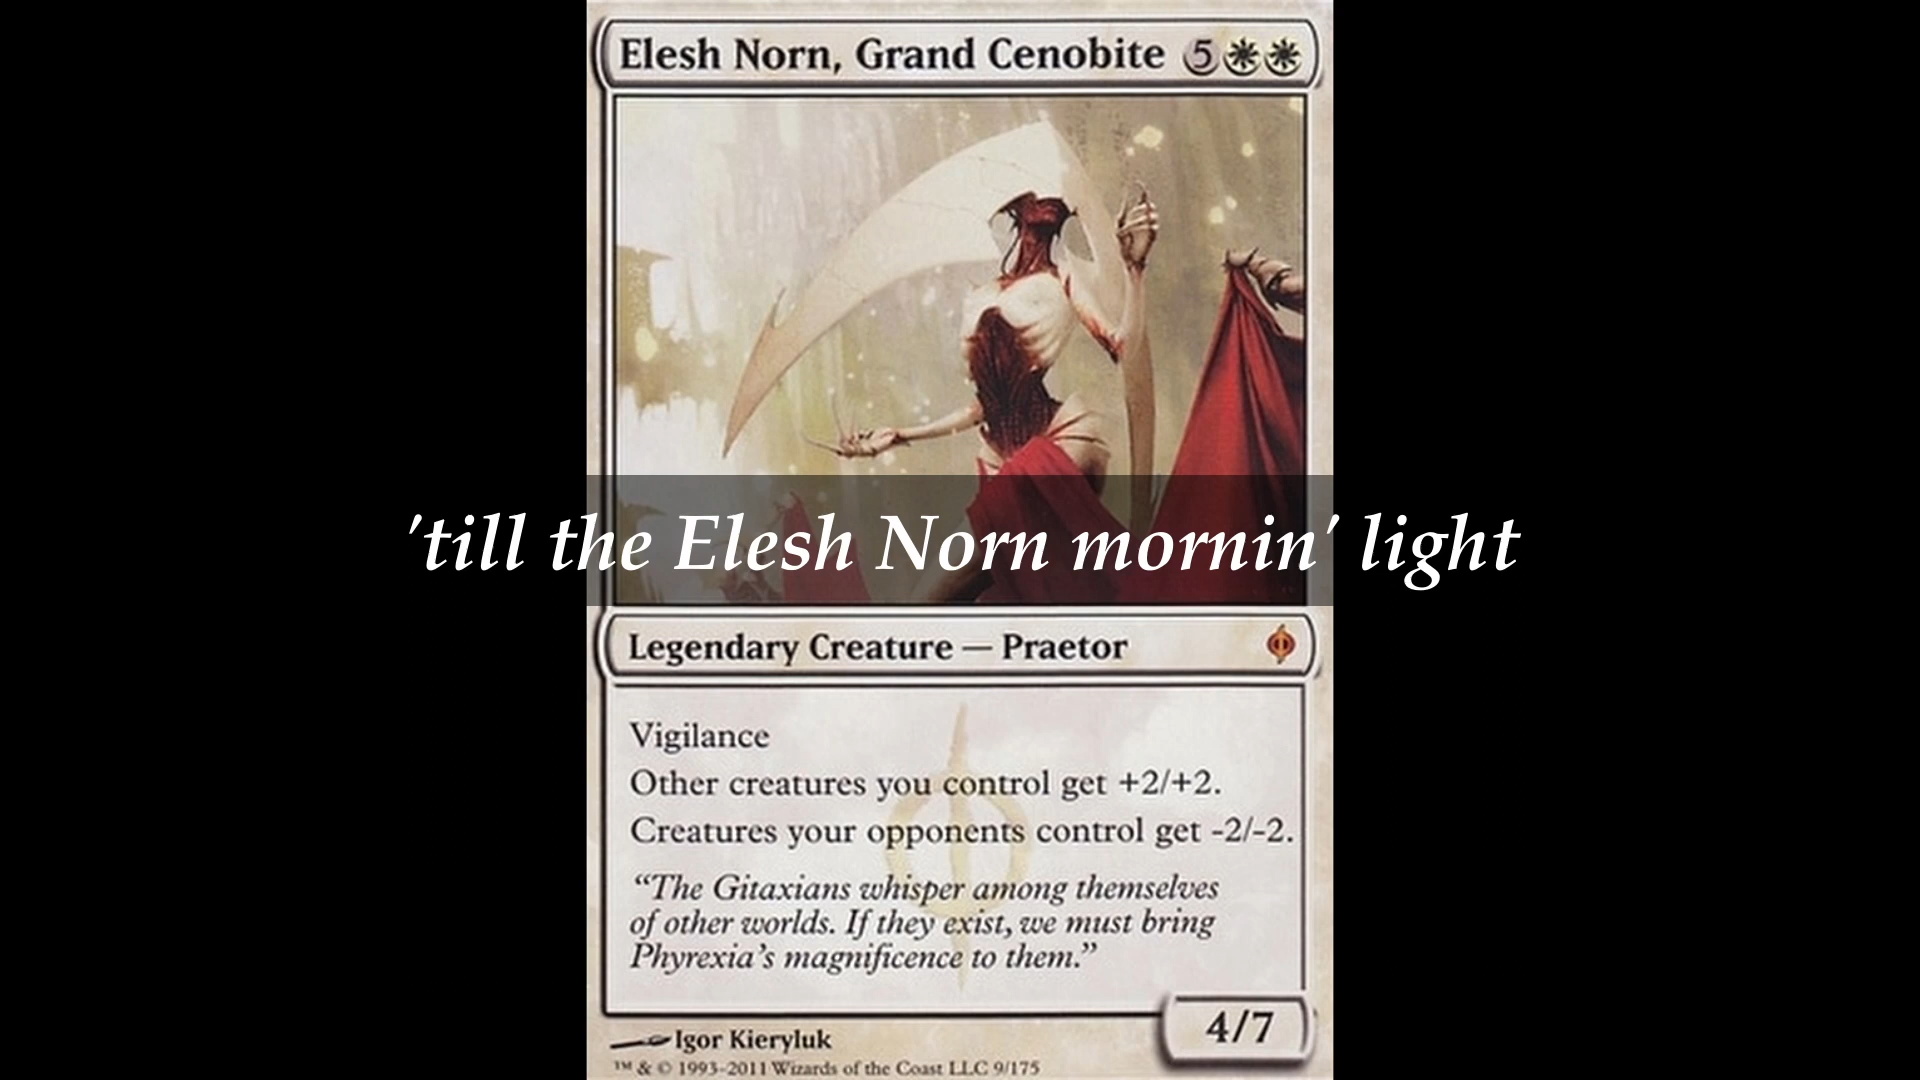 Elesh Norn, Grand Cenobite 5
'till the Elesh Norn mornin' light
Legendary Creature — Praetor
Vigilance
Other creatures you control get +2/+2.
Creatures your opponents control get -2/-2.
“The Gitaxians whisper among themselves
of other worlds. If they exist, we must bring
Phyrexia’s magnificence to them.”
4/7
Igor Kieryluk
™ & © 1993–2011 Wizards of the Coast LLC 9/175